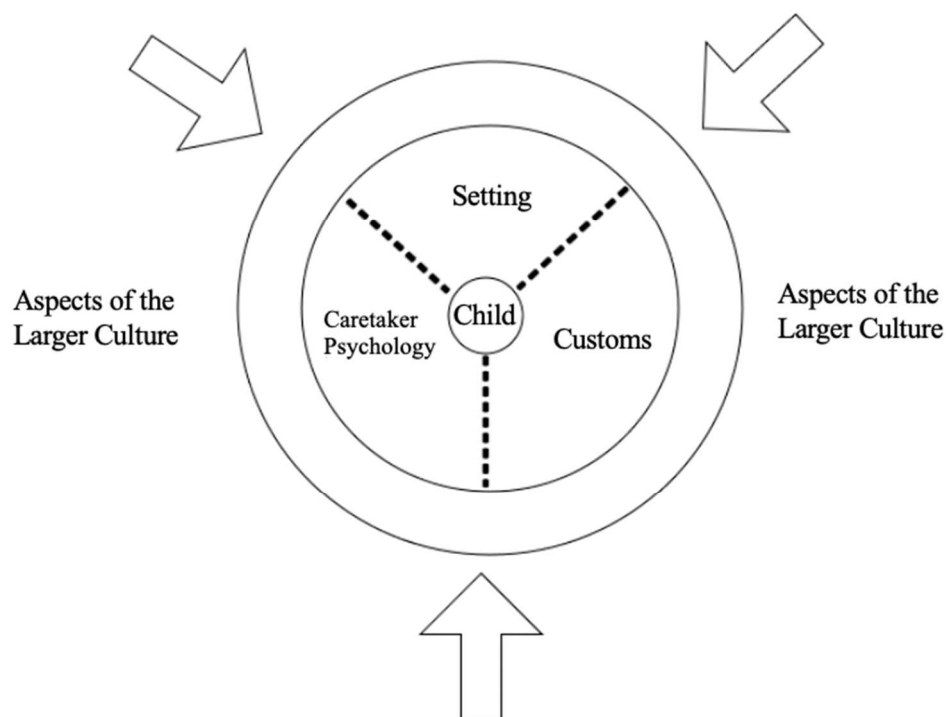 Setting
Child
Caretaker
Psychology
Customs
Aspects of the
Larger Culture
Aspects of the
Larger Culture